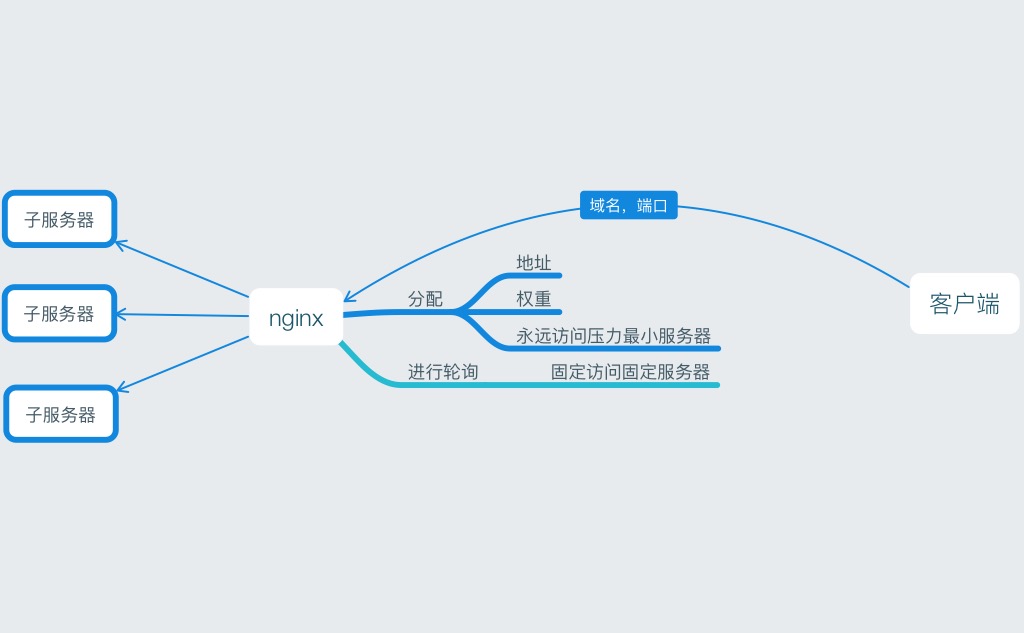 域名，端口
子服务器
地址
分配
权重
客户端
子服务器
nginx
永远访问压力最小服务器
进行轮询
固定访问固定服务器
子服务器